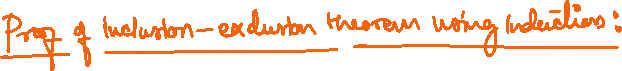 Proof of Inclusion-exclusion theorem using induction: